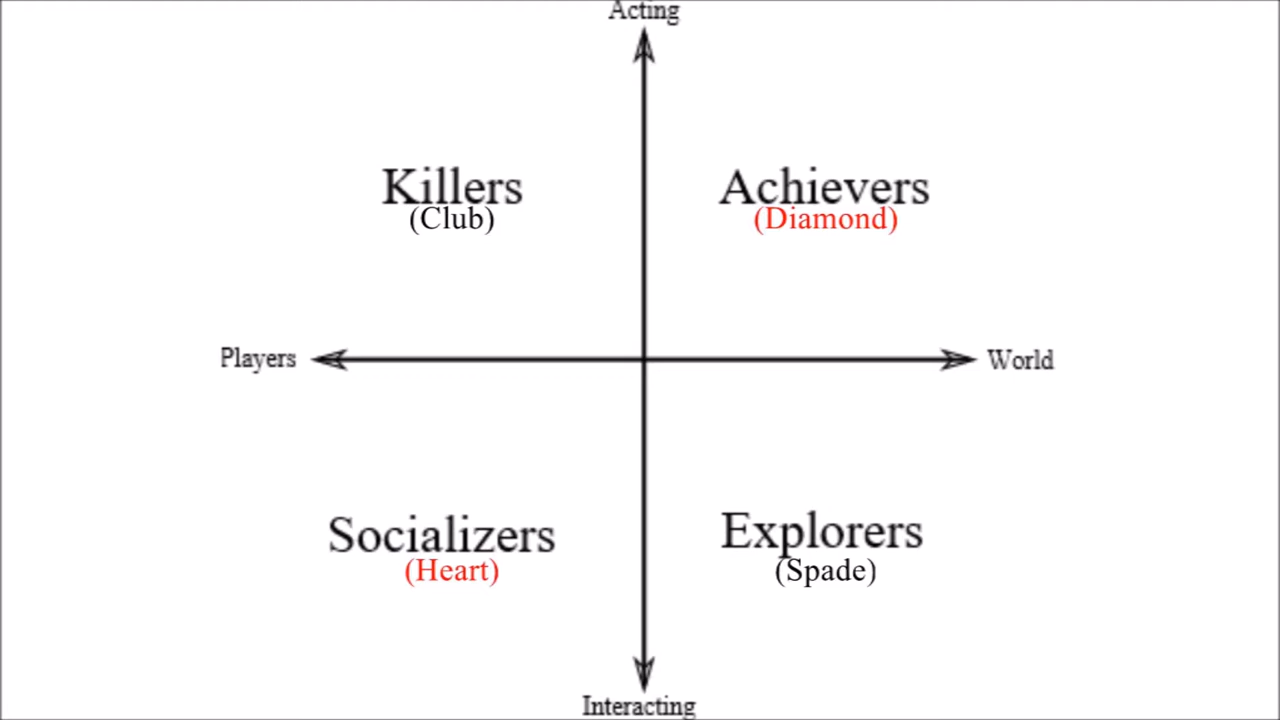 Acting
Killers
(Club)
Achievers
(Diamond)
Players
World
Socializers
(Heart)
Explorers
(Spade)
Interacting